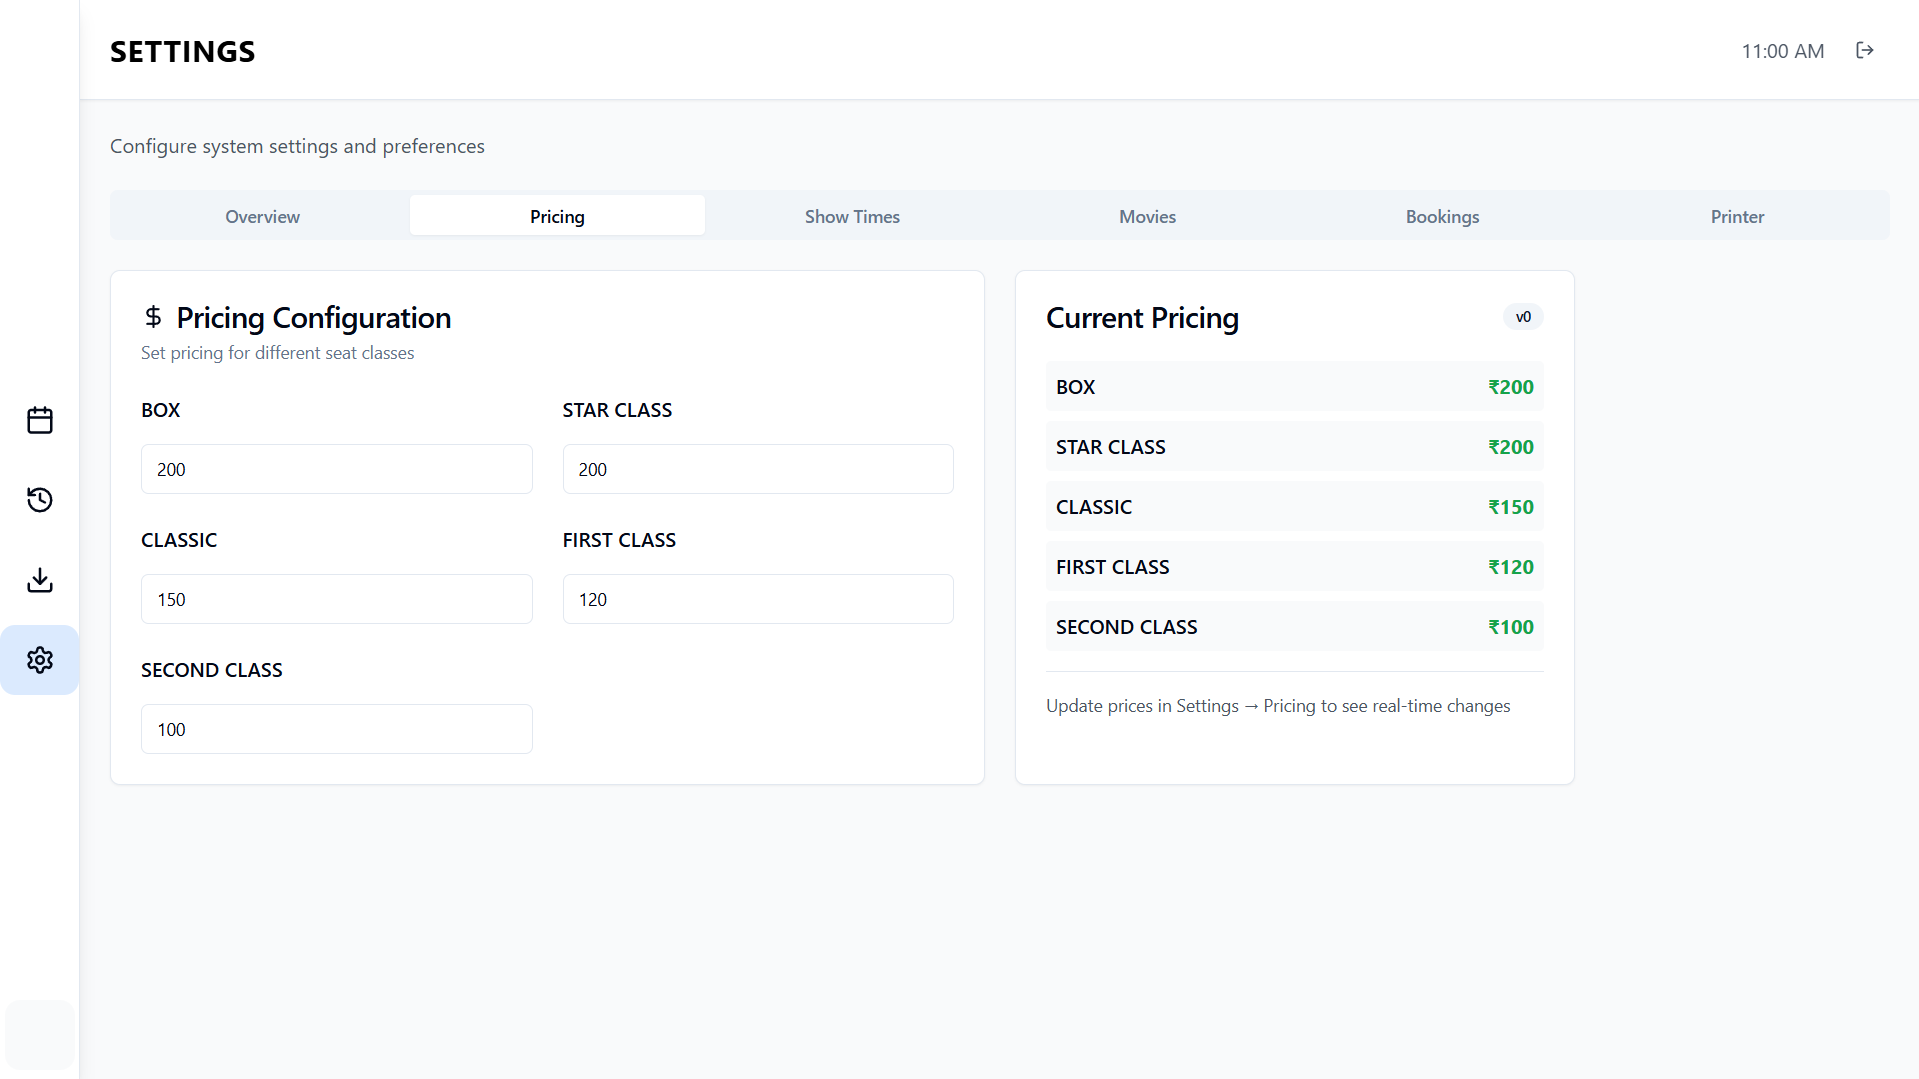 SETTINGS
11:00 AM
Configure system settings and preferences
Overview
Pricing
Show Times
Movies
Bookings
Printer
$ Pricing Configuration
Set pricing for different seat classes
BOX
STAR CLASS
200
200
CLASSIC
FIRST CLASS
150
120
SECOND CLASS
100
Current Pricing
v0
BOX
₹200
STAR CLASS
₹200
CLASSIC
₹150
FIRST CLASS
₹120
SECOND CLASS
₹100
Update prices in Settings → Pricing to see real-time changes